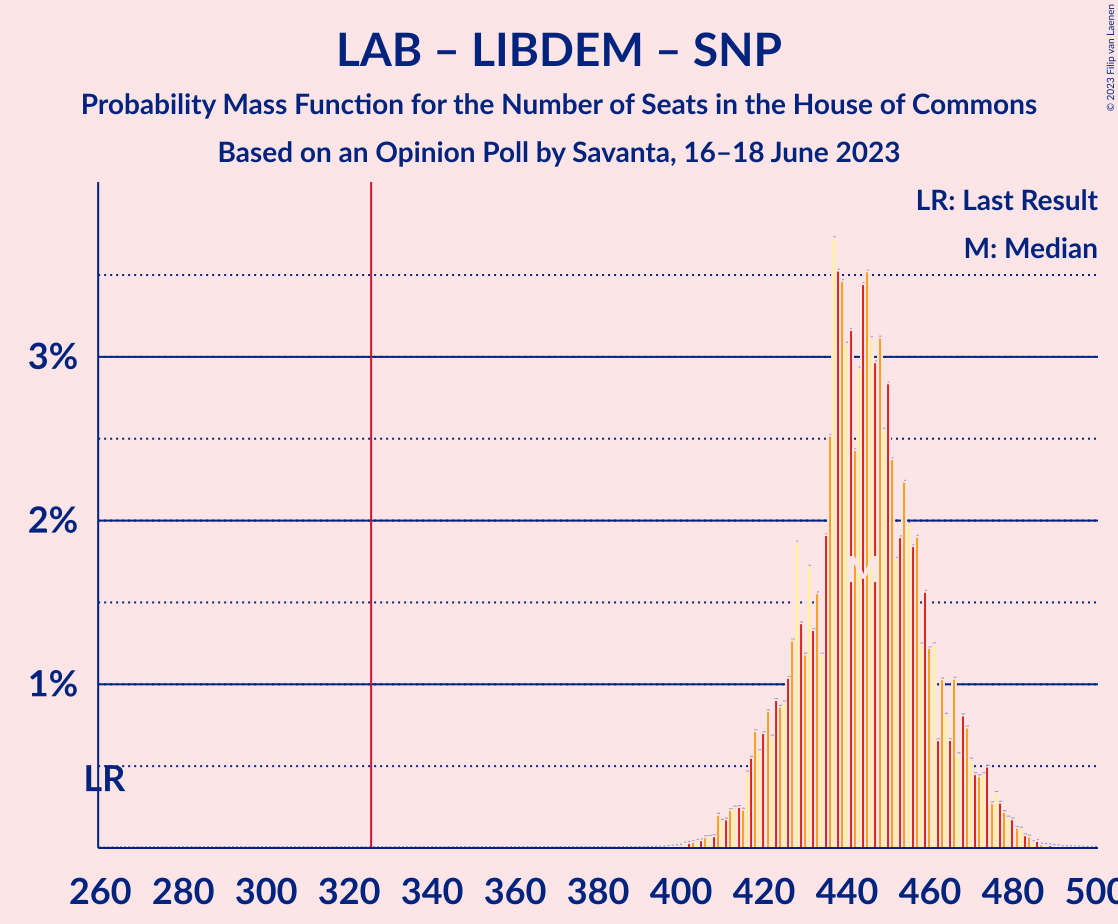 LAB – LIBDEM – SNP
Probability Mass Function for the Number of Seats in the House of Commons
Based on an Opinion Poll by Savanta, 16–18 June 2023
© 2023 Filip van Laenen
LR: Last Result
M: Median
3%
2%
1%
M
LR
260 280 300 320 340 360 380 400 420 440 460 480 500